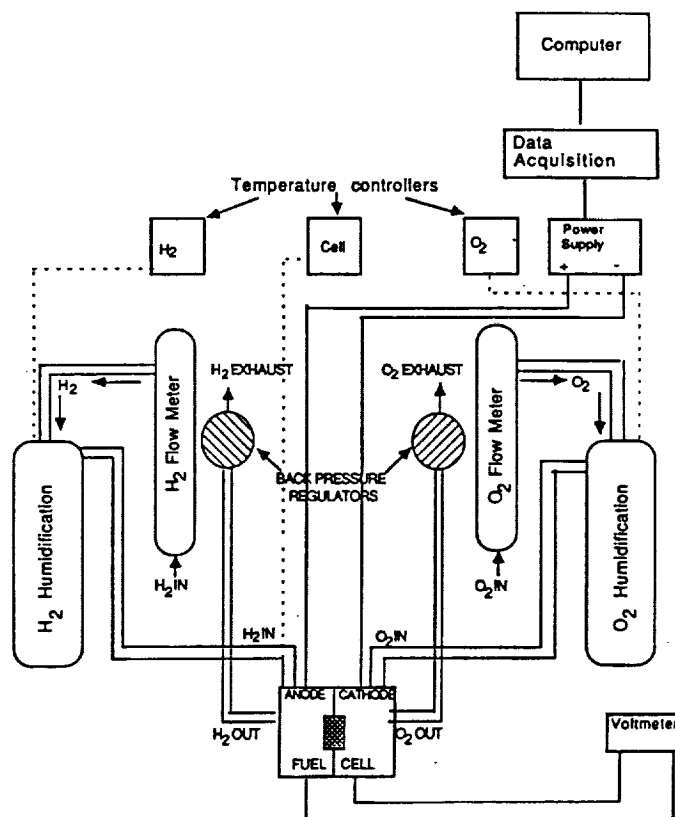 Computer
Data
Acquisition
Temperature controllers
H2
Cell
O2
Power
Supply
+ -
H2
H2 EXHAUST
O2 EXHAUST
O2
H2 Flow Meter
O2 Flow Meter
BACK PRESSURE
REGULATORS
H2 Humidification
O2 Humidification
H2 IN
O2 IN
H2 IN
O2 IN
ANODE
CATHODE
H2 OUT
O2 OUT
FUEL CELL
Voltmeter